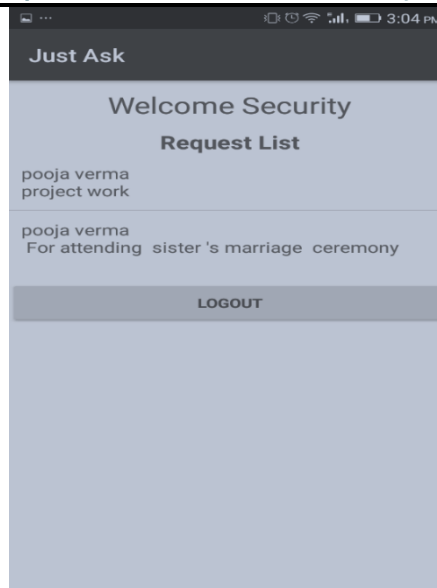 ... 3:04 PM
Just Ask
Welcome Security
Request List
pooja verma
project work
pooja verma
For attending sister 's marriage ceremony
LOGOUT